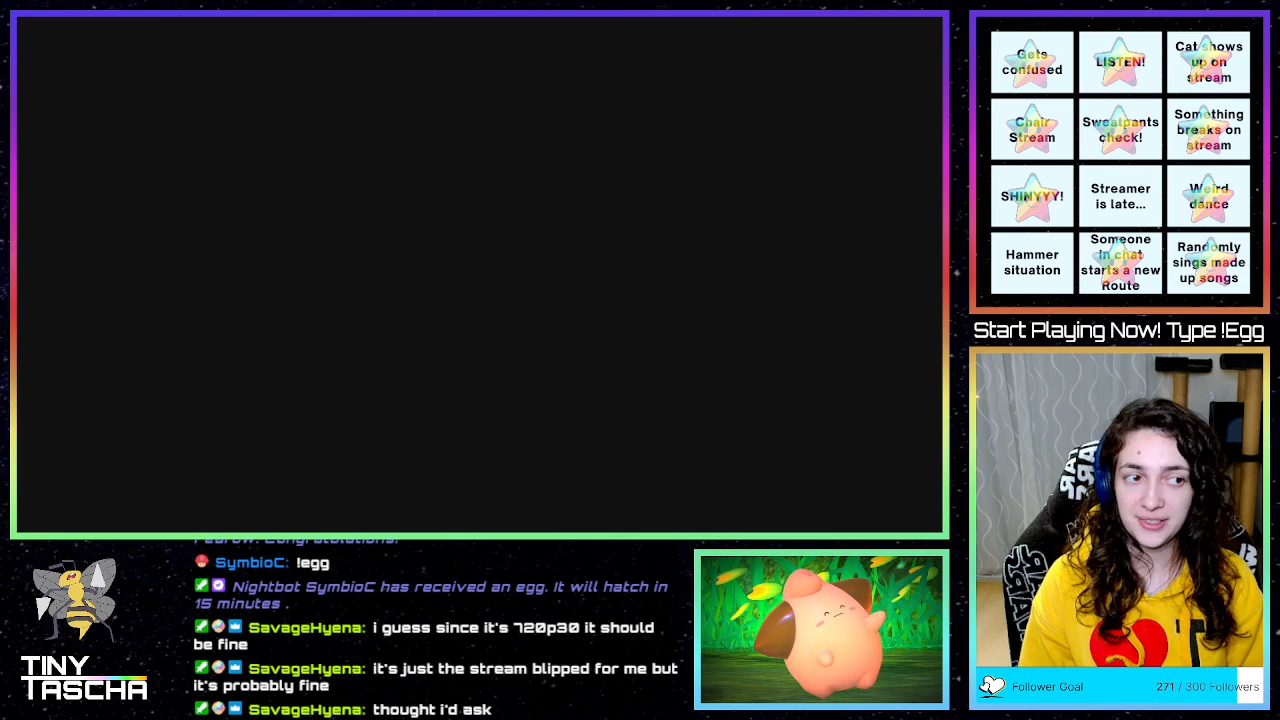 Gets
confused
LISTEN!
Cat shows
up on
stream
Chair
Stream
Sweatpants
check!
Something
breaks on
stream
SHINYYY!
Streamer
is late...
Weird
dance
Hammer
situation
Someone
in chat
starts a new
Route
Randomly
sings made
up songs
Start Playing Now! Type !Egg
SymbioC: !egg
Nightbot SymbioC has received an egg. It will hatch in
15 minutes .
SavageHyena: i guess since it's 720p30 it should
be fine
SavageHyena: it's just the stream blipped for me but
it's probably fine
SavageHyena: thought i'd ask
TINY
TASCHA
Follower Goal
271 / 300 Followers